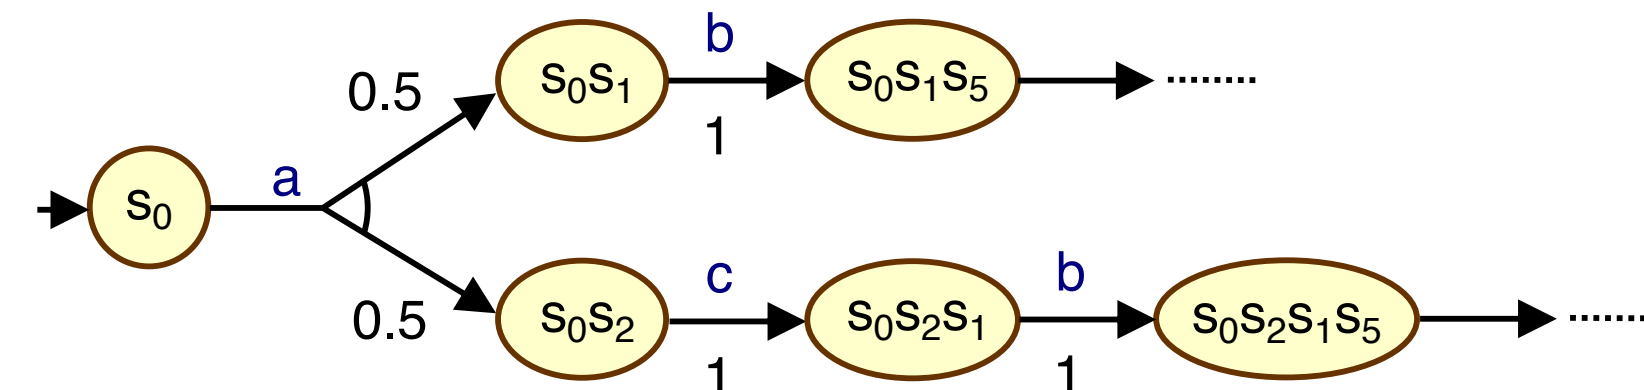 b
0.5
s₀s₁
s₀s₁s₅
........
1
a
s₀
c
b
0.5
s₀s₂
s₀s₂s₁
s₀s₂s₁s₅
........
1
1